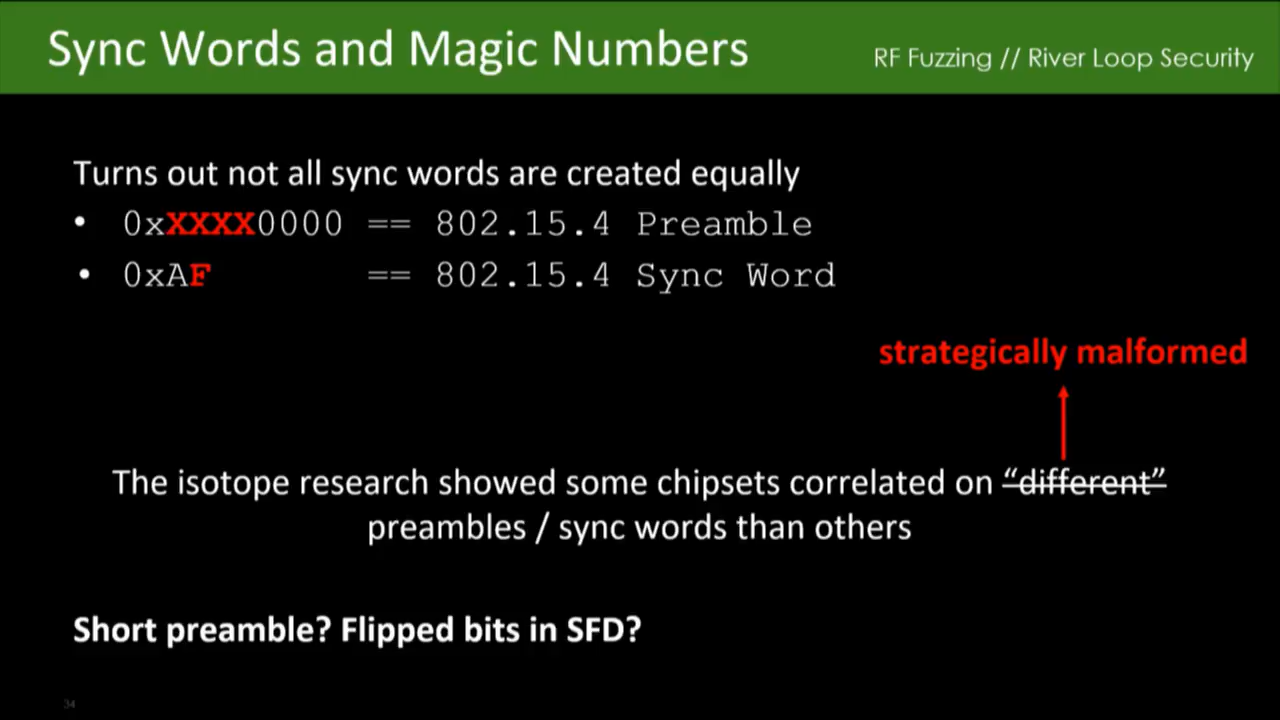 Sync Words and Magic Numbers
RF Fuzzing // River Loop Security
Turns out not all sync words are created equally
• 0xXXXX0000 == 802.15.4 Preamble
• 0xAF == 802.15.4 Sync Word
strategically malformed
The isotope research showed some chipsets correlated on “different”
preambles / sync words than others
Short preamble? Flipped bits in SFD?
34